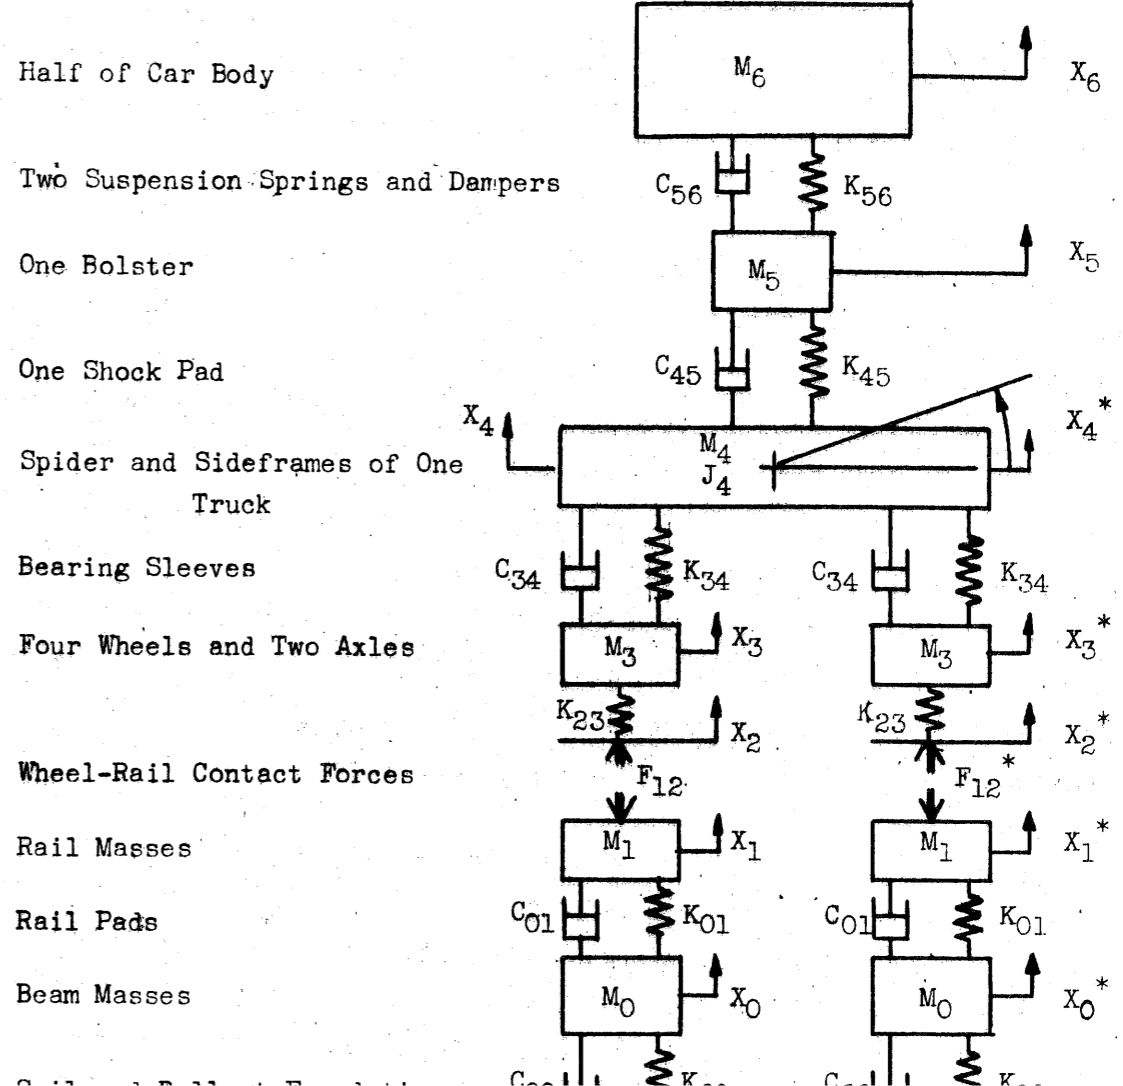 M6
X6
Half of Car Body
Two Suspension Springs and Dampers
C56 K56
One Bolster
M5
X5
One Shock Pad
C45 K45
X4
M4
J4
X4*
Spider and Sideframes of One
Truck
Bearing Sleeves
C34 K34 C34 K34
Four Wheels and Two Axles
M3 X3 M3 X3*
K23 X2 K23 X2*
Wheel-Rail Contact Forces
F12 F12*
Rail Masses
M1 X1 M1 X1*
Rail Pads
C01 K01 C01 K01
Beam Masses
M0 X0 M0 X0*